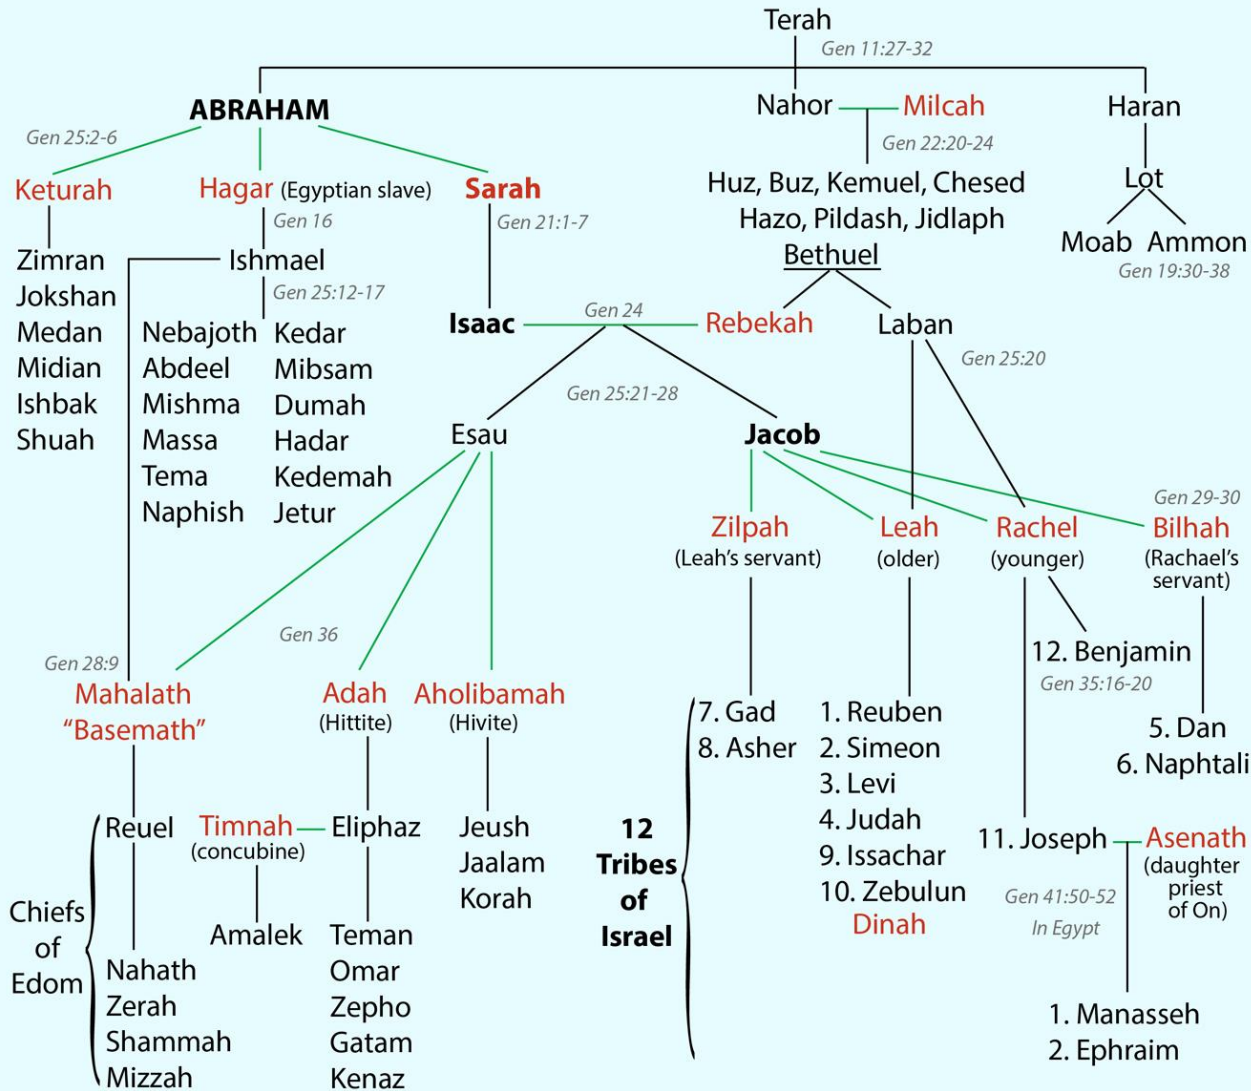 Terah
Gen 11:27-32
ABRAHAM
Nahor
Milcah
Haran
Gen 25:2-6
Gen 22:20-24
Keturah
Hagar (Egyptian slave)
Sarah
Huz, Buz, Kemuel, Chesed
Hazo, Pildash, Jidlaph
Bethuel
Lot
Gen 16
Gen 21:1-7
Moab Ammon
Gen 19:30-38
Zimran
Jokshan
Medan
Midian
Ishbak
Shuah
Ishmael
Gen 25:12-17
Nebajoth
Abdeel
Mishma
Massa
Tema
Naphish
Kedar
Mibsam
Dumah
Hadar
Kedemah
Jetur
Isaac
Gen 24
Rebekah
Laban
Gen 25:20
Gen 25:21-28
Esau
Jacob
Gen 29-30
Zilpah
(Leah's servant)
Leah
(older)
Rachel
(younger)
Bilhah
(Rachael's
servant)
Gen 36
Gen 28:9
Mahalath
"Basemath"
Adah
(Hittite)
Aholibamah
(Hivite)
12. Benjamin
Gen 35:16-20
7. Gad
8. Asher
1. Reuben
2. Simeon
3. Levi
4. Judah
9. Issachar
10. Zebulun
Dinah
5. Dan
6. Naphtali
Reuel
Timnah
(concubine)
Eliphaz
Jeush
Jaalam
Korah
12
Tribes
of
Israel
11. Joseph
Asenath
(daughter
priest
of On)
Gen 41:50-52
In Egypt
Chiefs
of
Edom
Amalek
Nahath
Zerah
Shammah
Mizzah
Teman
Omar
Zepho
Gatam
Kenaz
1. Manasseh
2. Ephraim